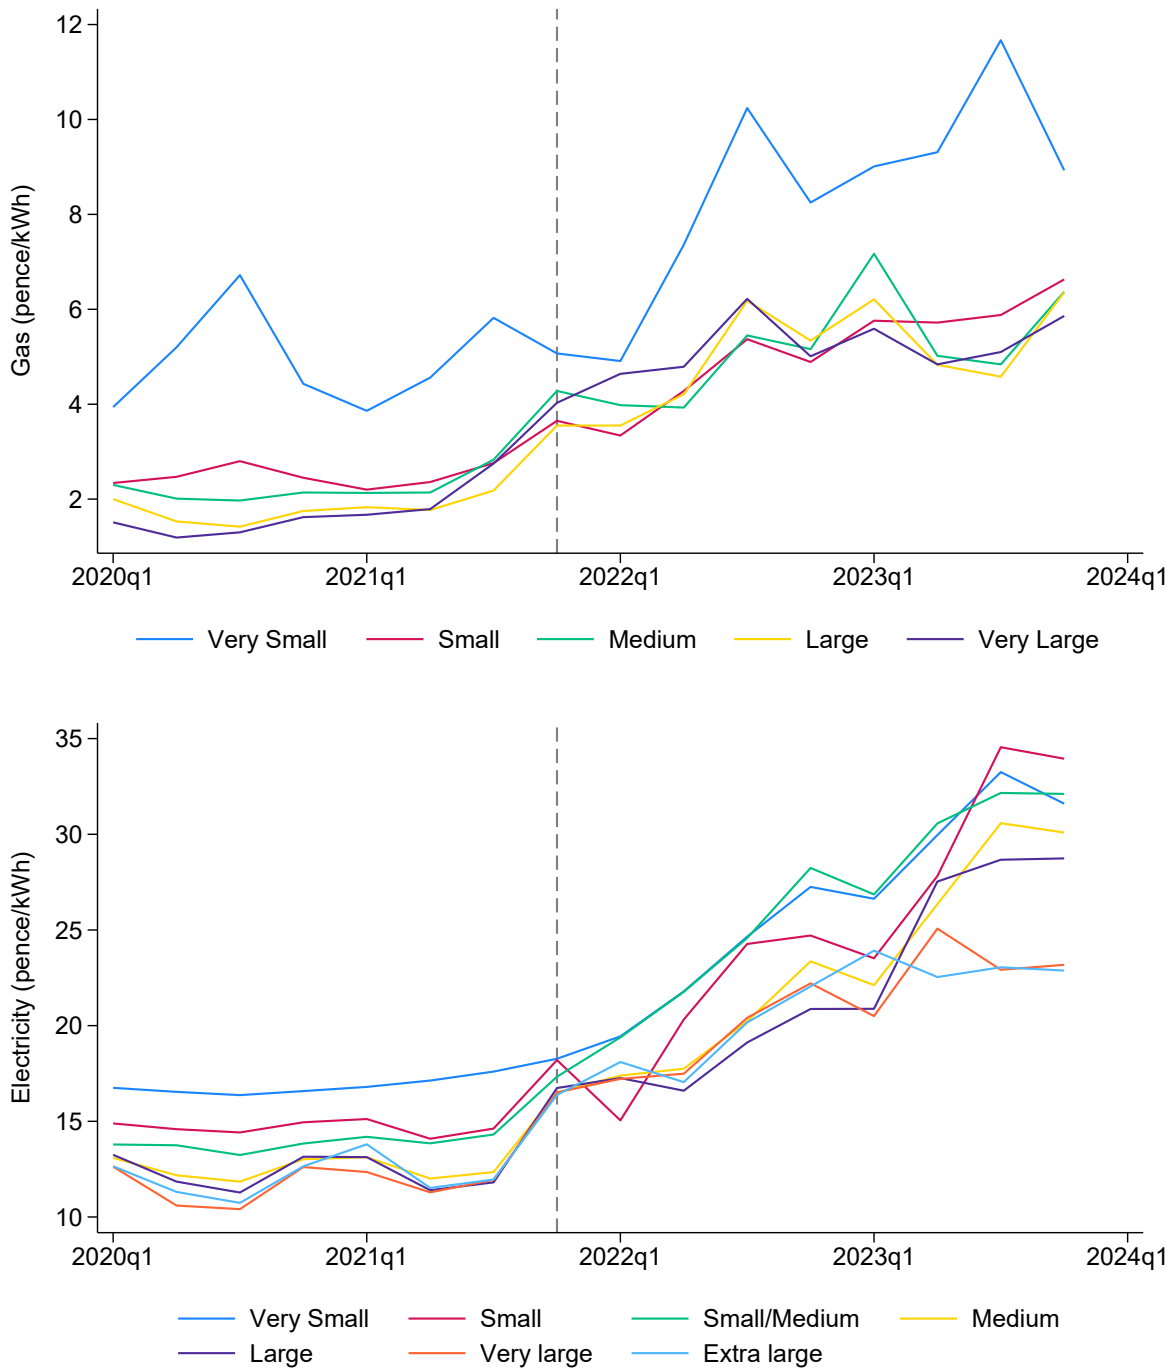 12
10
8
6
4
2
Gas (pence/kWh)
2020q1 2021q1 2022q1 2023q1 2024q1
Very Small Small Medium Large Very Large
35
30
25
20
15
10
Electricity (pence/kWh)
2020q1 2021q1 2022q1 2023q1 2024q1
Very Small Small Small/Medium Medium
Large Very large Extra large